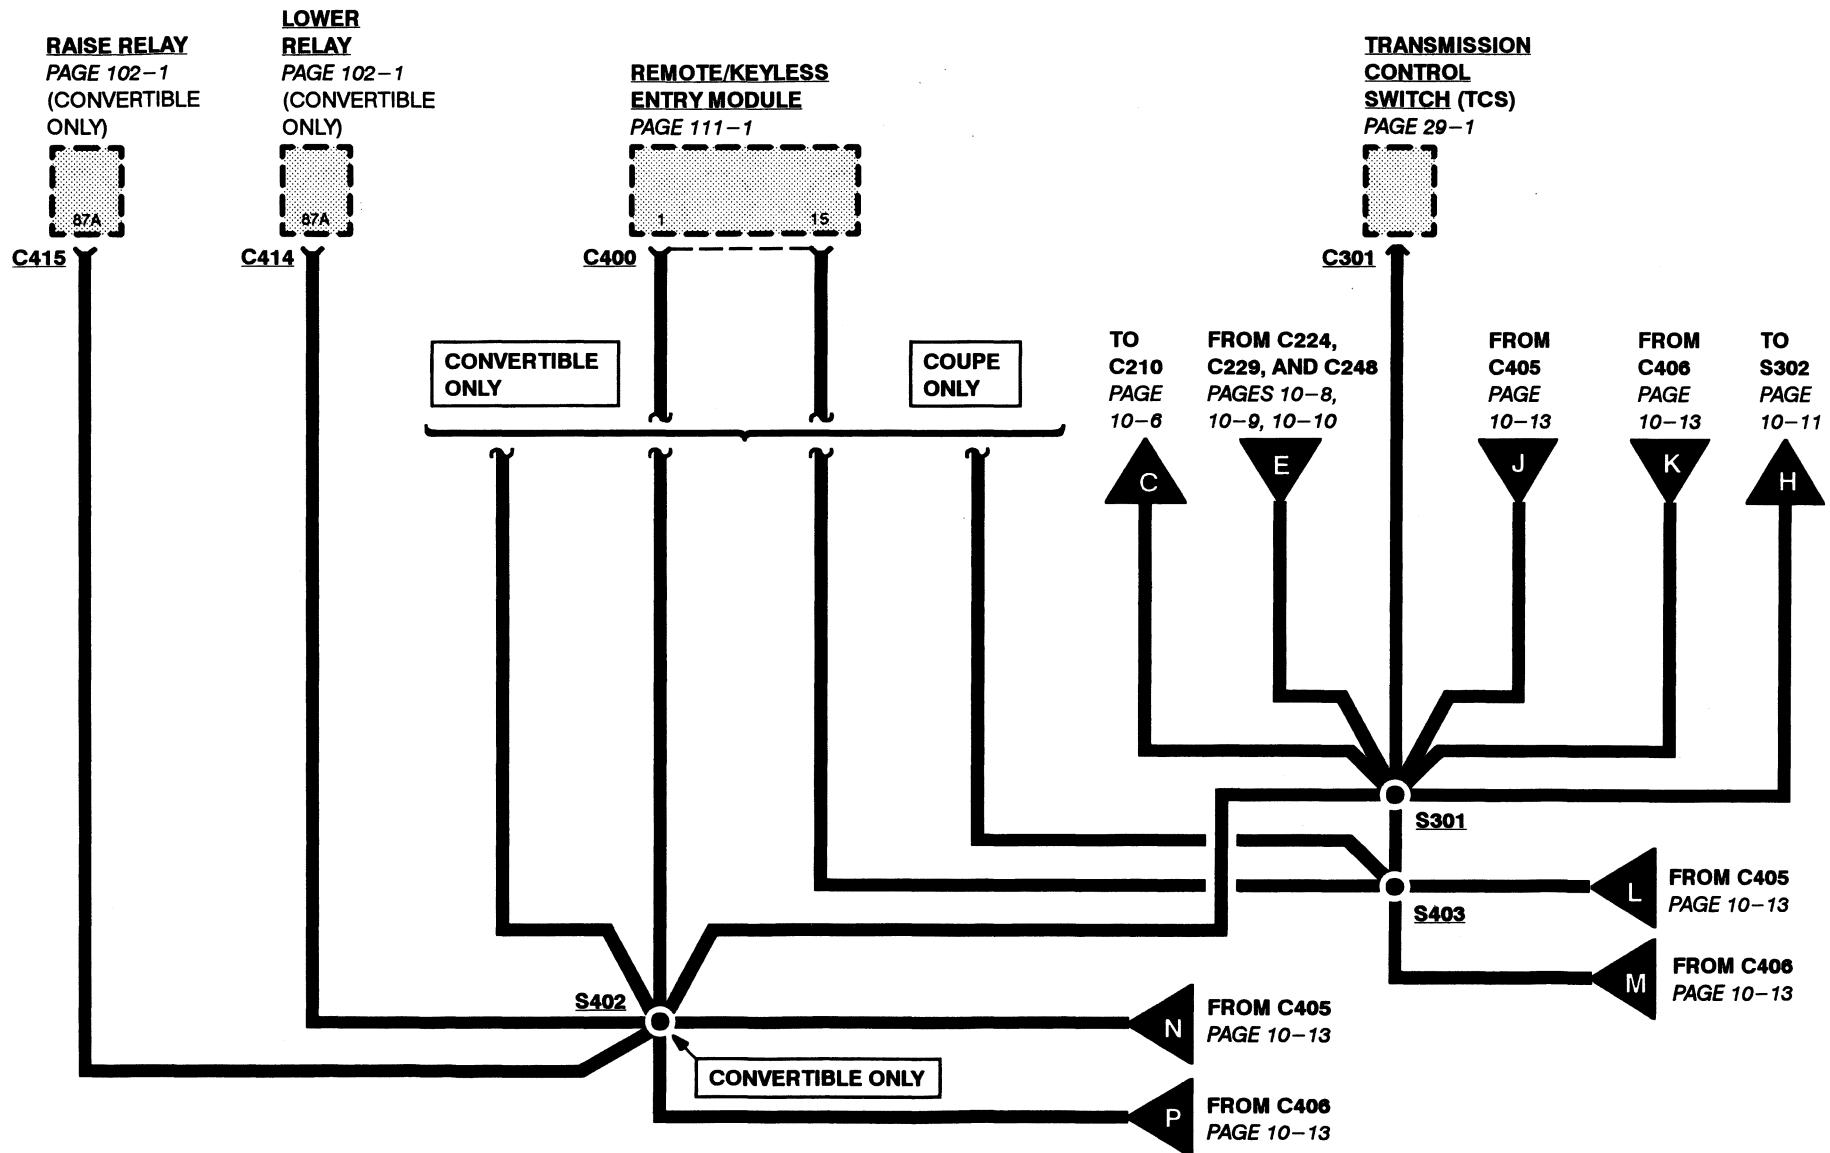 RAISE RELAY
PAGE 102-1
(CONVERTIBLE
ONLY)
87A
C415
LOWER
RELAY
PAGE 102-1
(CONVERTIBLE
ONLY)
87A
C414
REMOTE/KEYLESS
ENTRY MODULE
PAGE 111-1
1
15
C400
TRANSMISSION
CONTROL
SWITCH (TCS)
PAGE 29-1
C301
CONVERTIBLE
ONLY
COUPE
ONLY
TO
C210
PAGE
10-6
C
FROM C224,
C229, AND C248
PAGES 10-8,
10-9, 10-10
E
FROM
C405
PAGE
10-13
J
FROM
C406
PAGE
10-13
K
TO
S302
PAGE
10-11
H
S301
L
FROM C405
PAGE 10-13
S403
M
FROM C406
PAGE 10-13
S402
N
FROM C405
PAGE 10-13
CONVERTIBLE ONLY
P
FROM C406
PAGE 10-13